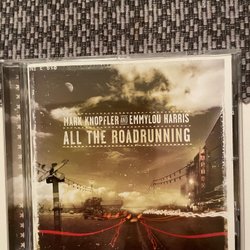 MARK KNOPFLER AND EMMYLOU HARRIS
ALL THE ROADRUNNING